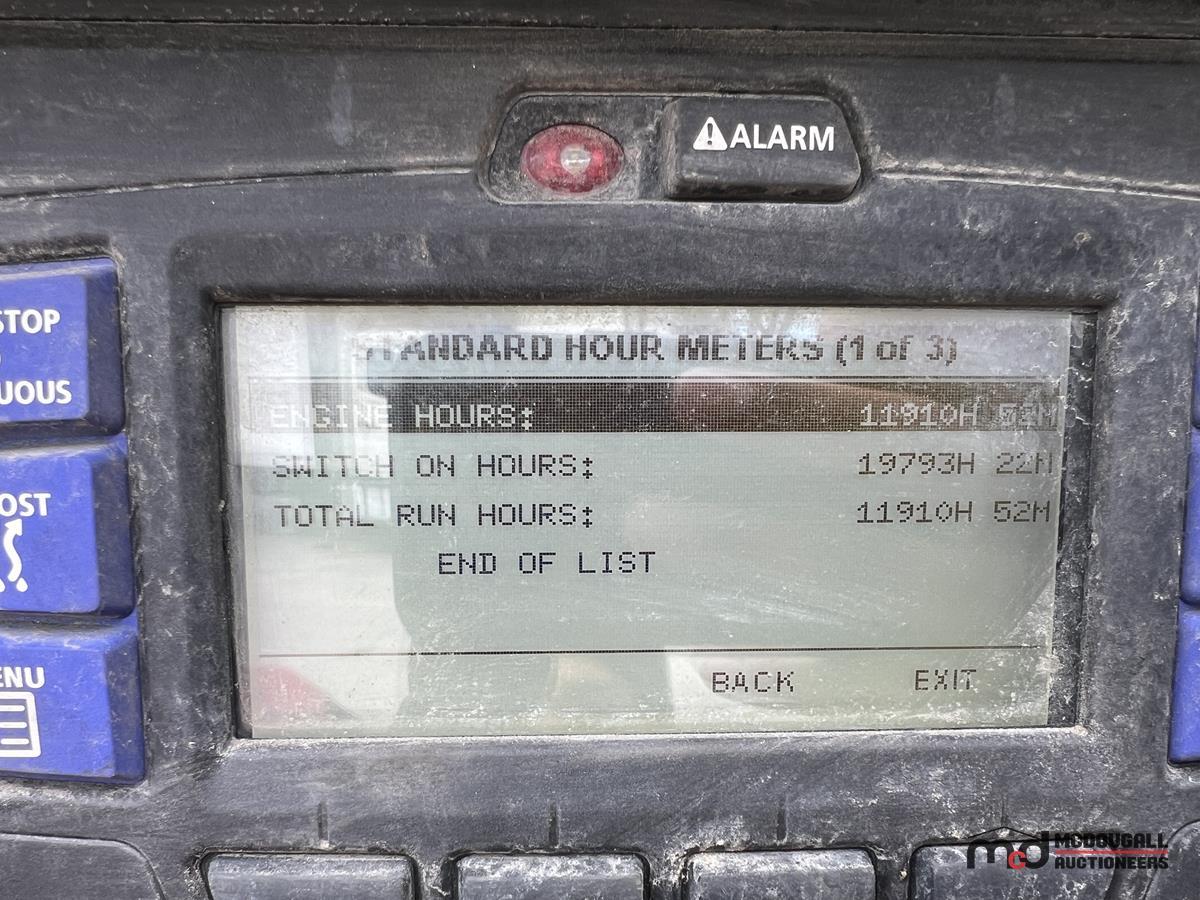 ALARM
STOP
UOUS
OST
ENU
STANDARD HOUR METERS (1 of 3)
ENGINE HOURS: 11910H 52M
SWITCH ON HOURS: 19793H 22M
TOTAL RUN HOURS: 11910H 52M
END OF LIST
BACK EXIT
mcd MCDOUGALL
AUCTIONEERS